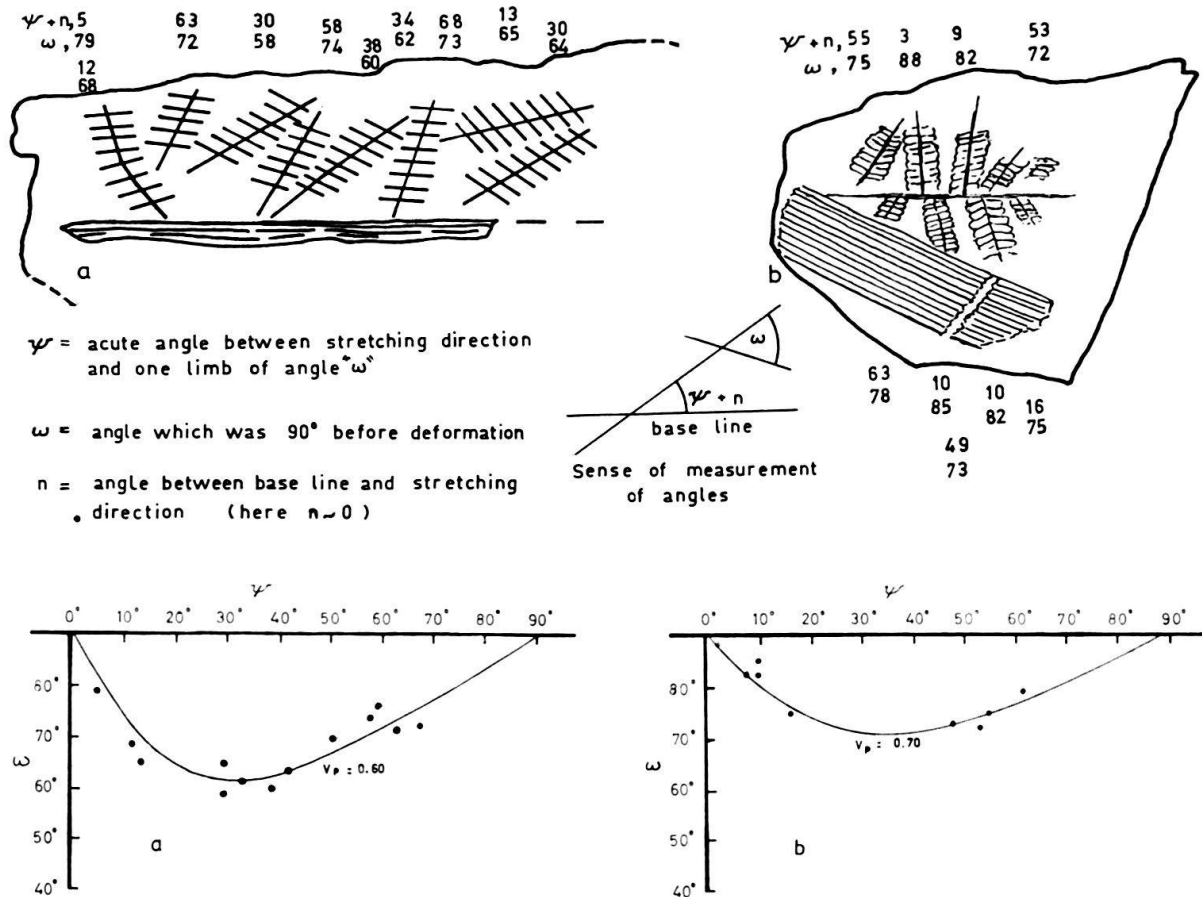 ψ + n, 5 63 30 58 34 68 13 30
ω, 79 72 58 74 38 62 73 65 64
60
12
68
a
ψ + n, 55 3 9 53
ω, 75 88 82 72
b
63 10 10 16
78 85 82 75
49
73
ψ = acute angle between stretching
direction
and one limb of angle "ω"
ω = angle which was 90° before deformation
n = angle between base line and stretching
direction (here n~0)
ω
ψ + n
base line
Sense of measurement
of angles
ψ
0° 10° 20° 30° 40° 50° 60° 70° 80° 90°
60°
70°
60°
50°
40°
ω
Vp = 0.60
a
ψ
0° 10° 20° 30° 40° 50° 60° 70° 80° 90°
80°
70°
60°
50°
40°
ω
Vp = 0.70
b